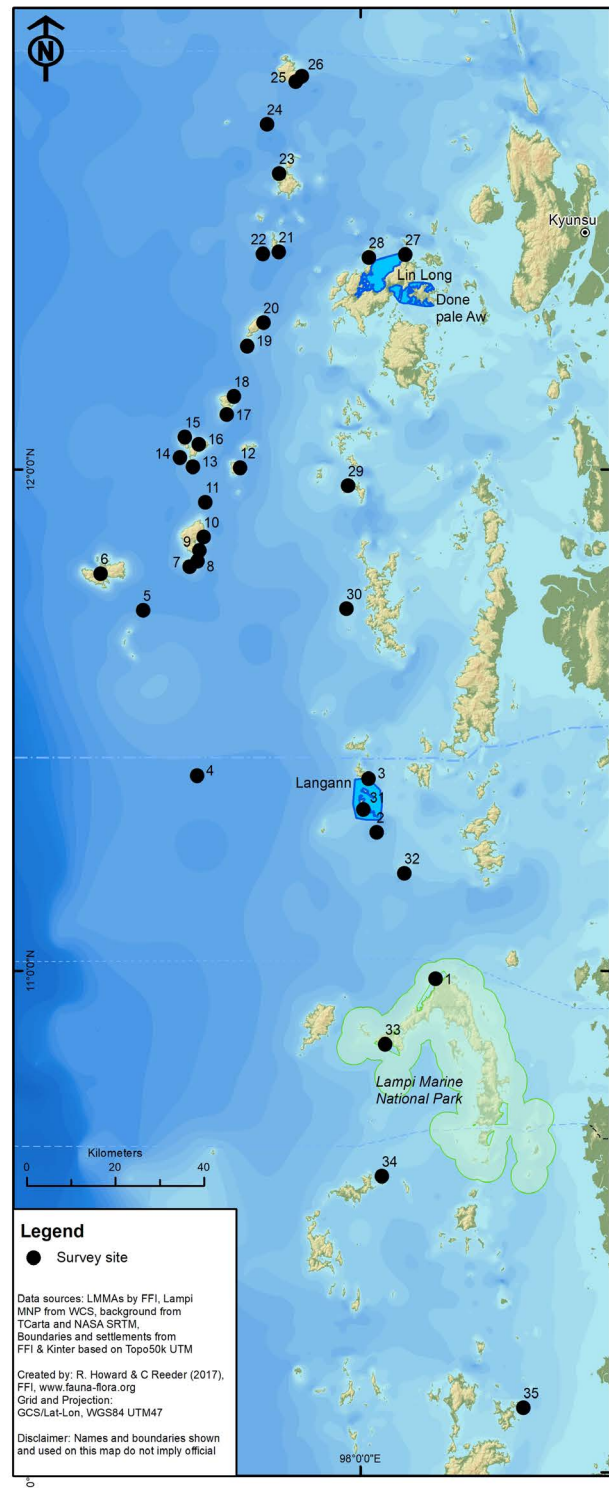 N
26
25
24
23
Kyunsu
22 21
28 27
Lin Long
Done
pale Aw
20
19
18
17
15
16
14
13
12
12°0'0"N
29
11
10
9
7 8
6
5
30
4
3
Langann
31
2
32
11°0'0"N
1
33
Lampi Marine
National Park
Kilometers
0 20 40
34
Legend
Survey site
Data sources: LMMAs by FFI, Lampi
MNP from WCS, background from
TCarta and NASA SRTM,
Boundaries and settlements from
FFI & Kinter based on Topo50k UTM
Created by: R. Howard & C Reeder (2017),
FFI, www.fauna-flora.org
Grid and Projection:
GCS/Lat-Lon, WGS84 UTM47
Disclaimer: Names and boundaries shown
and used on this map do not imply official
35
98°0'0"E